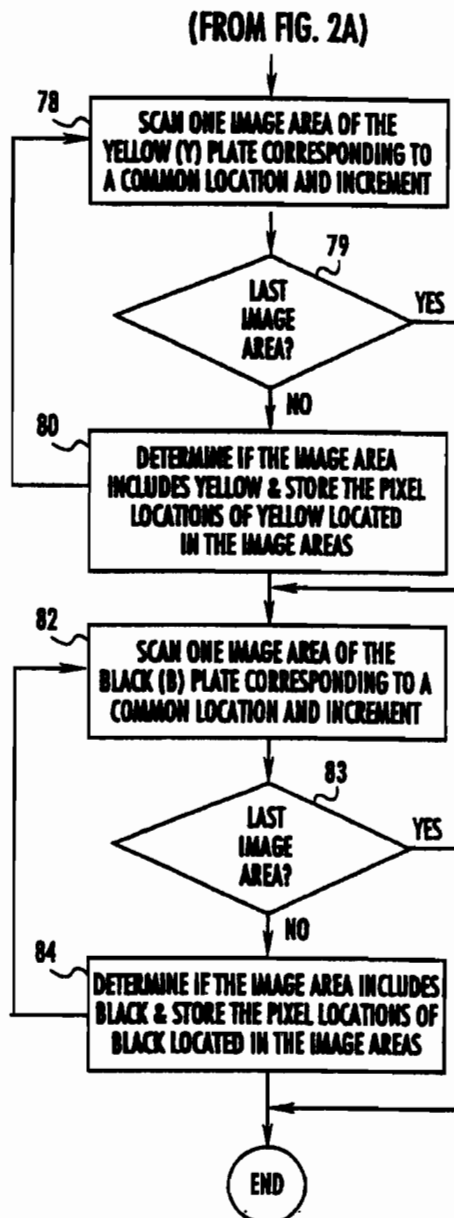 (FROM FIG. 2A)
78
SCAN ONE IMAGE AREA OF THE
YELLOW (Y) PLATE CORRESPONDING TO
A COMMON LOCATION AND INCREMENT
79
LAST
IMAGE
AREA?
YES
NO
80
DETERMINE IF THE IMAGE AREA
INCLUDES YELLOW & STORE THE PIXEL
LOCATIONS OF YELLOW LOCATED
IN THE IMAGE AREAS
82
SCAN ONE IMAGE AREA OF THE
BLACK (B) PLATE CORRESPONDING TO A
COMMON LOCATION AND INCREMENT
83
LAST
IMAGE
AREA?
YES
NO
84
DETERMINE IF THE IMAGE AREA INCLUDES
BLACK & STORE THE PIXEL LOCATIONS OF
BLACK LOCATED IN THE IMAGE AREAS
END